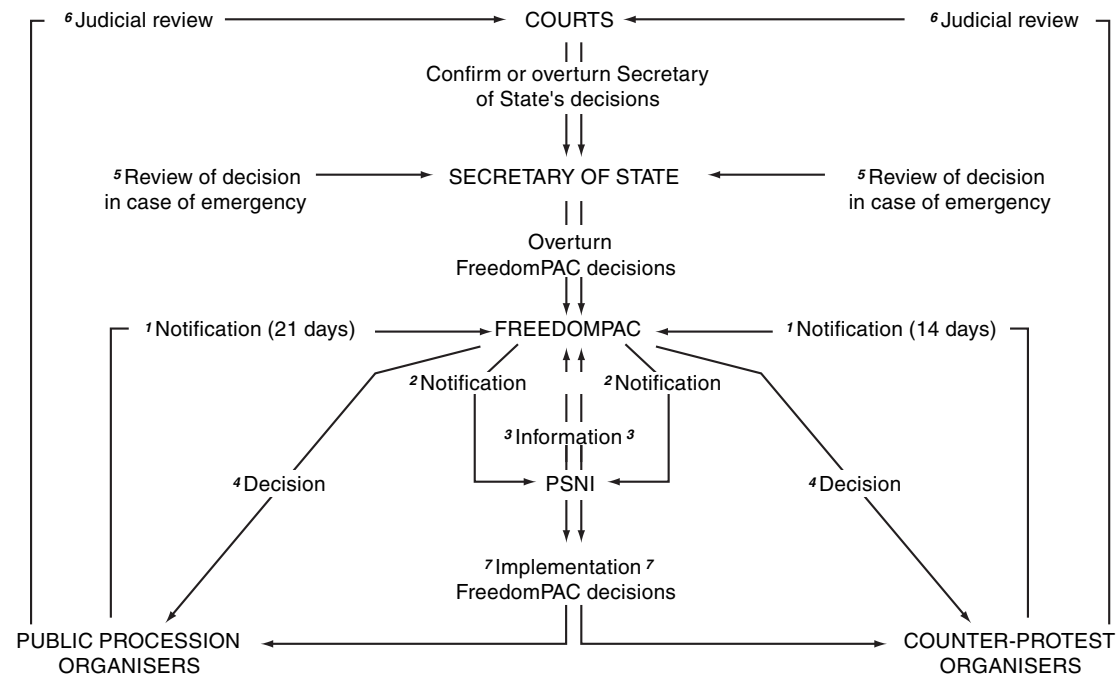 6 Judicial review
COURTS
6 Judicial review
Confirm or overturn Secretary
of State's decisions
5 Review of decision
in case of emergency
SECRETARY OF STATE
5 Review of decision
in case of emergency
Overturn
FreedomPAC decisions
1 Notification (21 days)
FREEDOMPAC
1 Notification (14 days)
2 Notification
2 Notification
3 Information 3
4 Decision
PSNI
4 Decision
7 Implementation 7
FreedomPAC decisions
PUBLIC PROCESSION
ORGANISERS
COUNTER-PROTEST
ORGANISERS